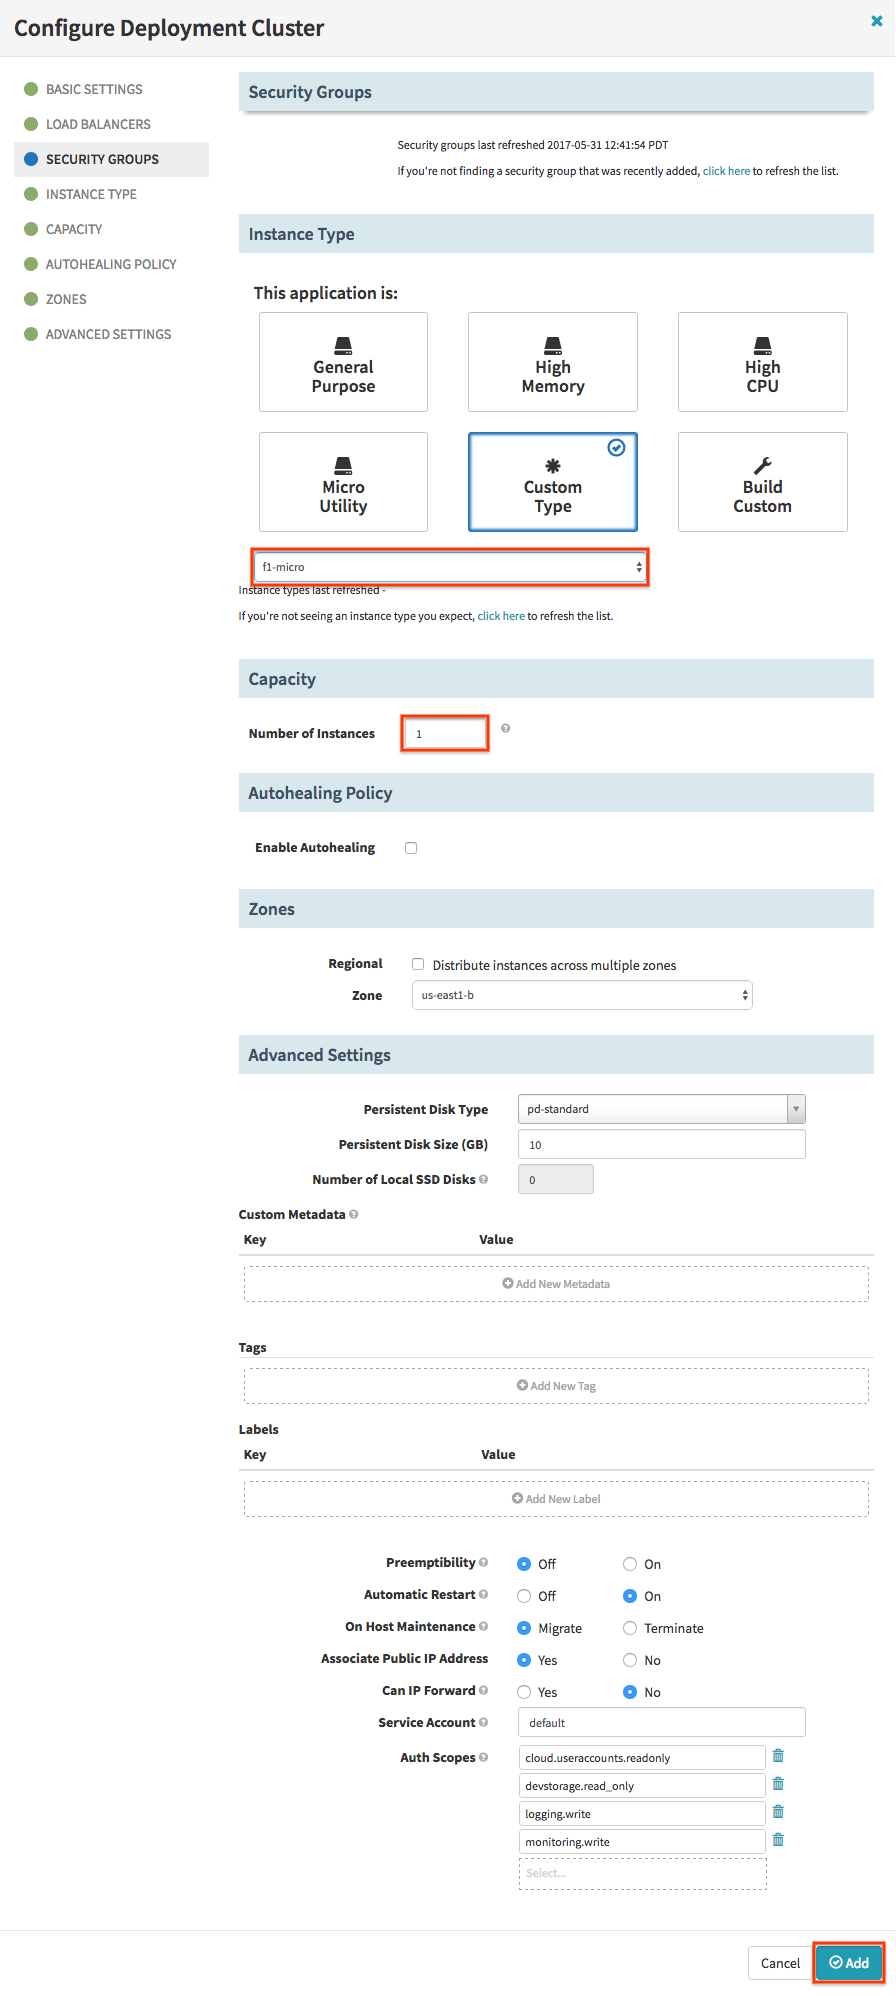 Configure Deployment Cluster
BASIC SETTINGS
LOAD BALANCERS
SECURITY GROUPS
INSTANCE TYPE
CAPACITY
AUTOHEALING POLICY
ZONES
ADVANCED SETTINGS
Security Groups
Security groups last refreshed 2017-05-31 12:41:54 PDT
If you're not finding a security group that was recently added, click here to refresh the list.
Instance Type
This application is:
General
Purpose
High
Memory
High
CPU
Micro
Utility
Custom
Type
Build
Custom
f1-micro
Instance types last refreshed -
If you're not seeing an instance type you expect, click here to refresh the list.
Capacity
Number of Instances 1
Autohealing Policy
Enable Autohealing
Zones
Regional Distribute instances across multiple zones
Zone us-east1-b
Advanced Settings
Persistent Disk Type pd-standard
Persistent Disk Size (GB) 10
Number of Local SSD Disks 0
Custom Metadata
Key Value
Add New Metadata
Tags
Add New Tag
Labels
Key Value
Add New Label
Preemptibility Off On
Automatic Restart Off On
On Host Maintenance Migrate Terminate
Associate Public IP Address Yes No
Can IP Forward Yes No
Service Account default
Auth Scopes cloud.useraccounts.readonly
devstorage.read_only
logging.write
monitoring.write
Select...
Cancel Add